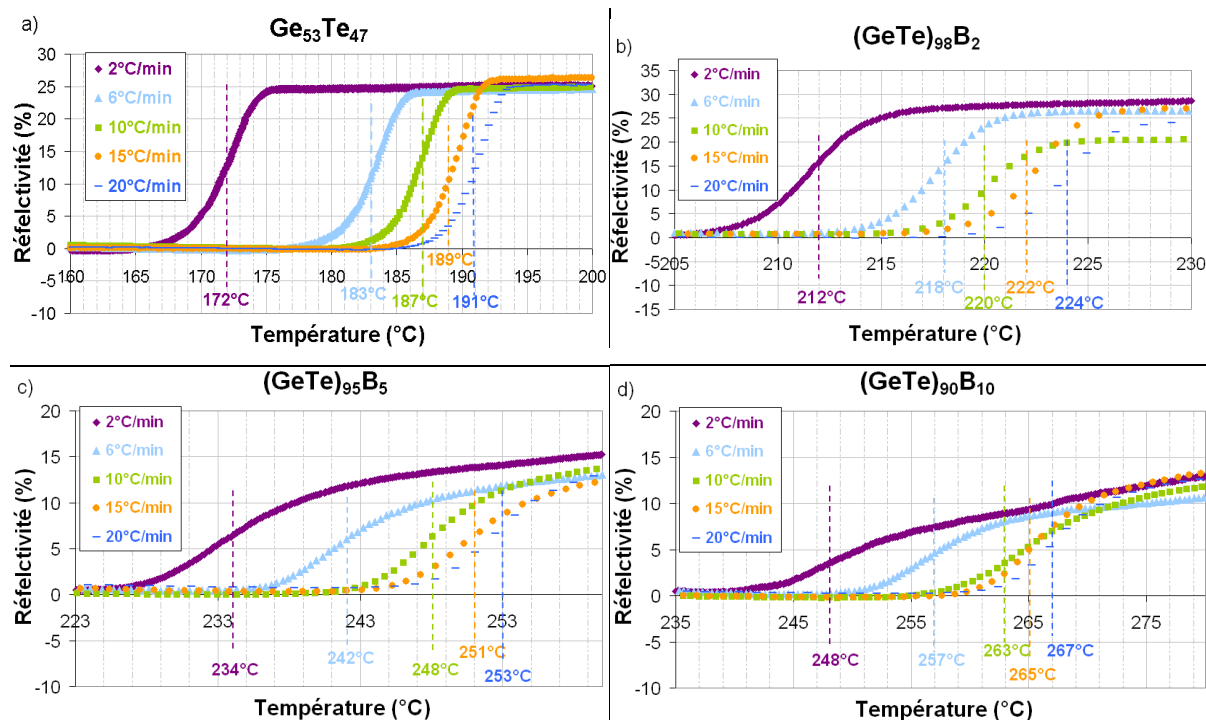 a)
Ge53Te47
2°C/min
6°C/min
10°C/min
15°C/min
20°C/min
Réfelctivité (%)
30
25
20
15
10
5
0
-5
-10
160 165 170 175 180 185 190 195 200
172°C
183°C
187°C
189°C
191°C
Température (°C)
b)
(GeTe)98B2
2°C/min
6°C/min
10°C/min
15°C/min
20°C/min
Réfelctivité (%)
35
30
25
20
15
10
5
0
-5
-10
-15
205 210 215 220 225 230
212°C
218°C
220°C
222°C
224°C
Température (°C)
c)
(GeTe)95B5
2°C/min
6°C/min
10°C/min
15°C/min
20°C/min
Réfelctivité (%)
20
15
10
5
0
-5
-10
223 233 243 253
234°C
242°C
248°C
251°C
253°C
Température (°C)
d)
(GeTe)90B10
2°C/min
6°C/min
10°C/min
15°C/min
20°C/min
Réfelctivité (%)
20
15
10
5
0
-5
-10
235 245 255 265 275
248°C
257°C
263°C
265°C
267°C
Température (°C)